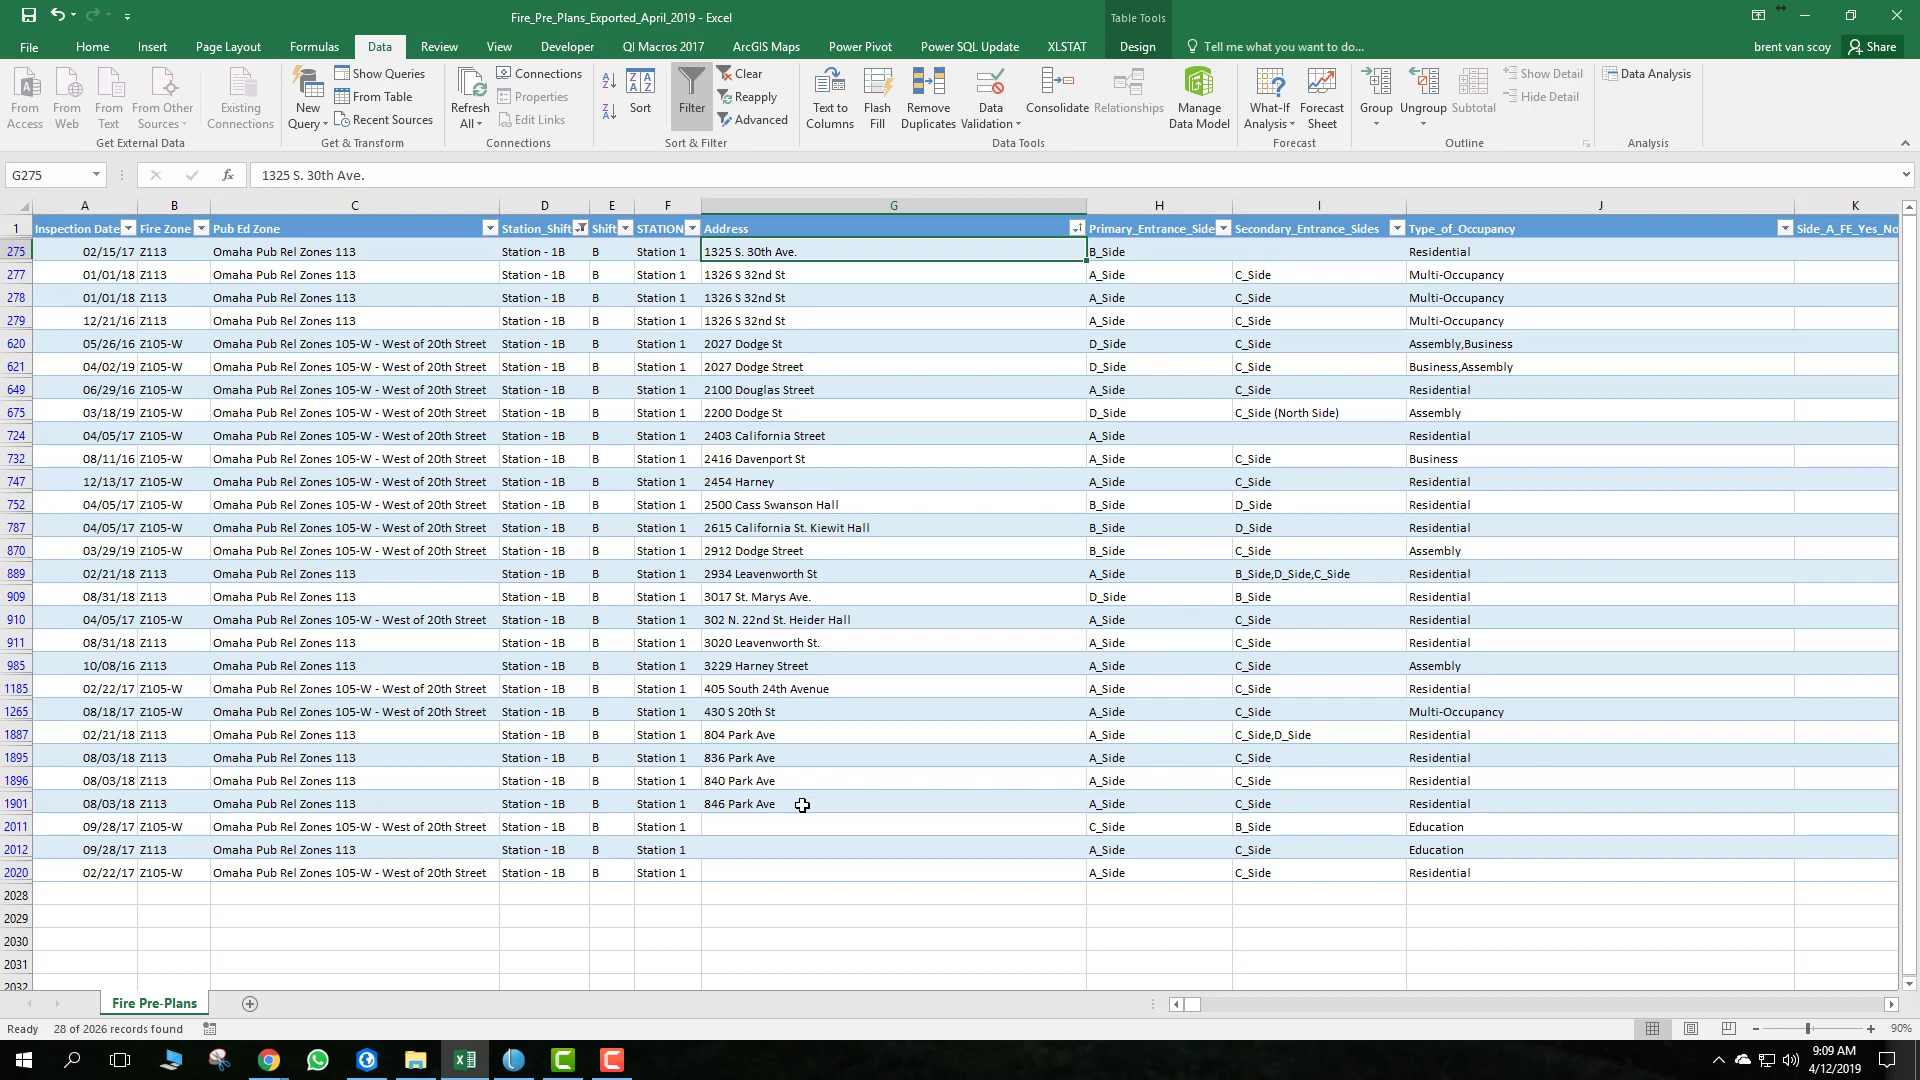 Fire_Pre_Plans_Exported_April_2019 - Excel
Table Tools
File Home Insert Page Layout Formulas Data Review View Developer QI Macros 2017 ArcGIS Maps Power Pivot Power SQL Update XLSTAT Design Tell me what you want to do... brent van scoy Share
From Access
From Web
From Text
From Other Sources
Existing Connections
Get External Data
New Query
Show Queries
From Table
Recent Sources
Get & Transform
Refresh All
Connections
Properties
Edit Links
Connections
Sort
Filter
Clear
Reapply
Advanced
Sort & Filter
Text to Columns
Flash Fill
Remove Duplicates
Data Validation
Consolidate
Relationships
Manage Data Model
Data Tools
What-If Analysis
Forecast Sheet
Forecast
Group
Ungroup
Subtotal
Show Detail
Hide Detail
Outline
Data Analysis
Analysis
G275 fx 1325 S. 30th Ave.
A B C D E F G H I J K
1 Inspection Date Fire Zone Pub Ed Zone Station_Shift Shift STATION Address Primary_Entrance_Side Secondary_Entrance_Sides Type_of_Occupancy Side_A_FE_Yes_No
275 02/15/17 Z113 Omaha Pub Rel Zones 113 Station - 1B B Station 1 1325 S. 30th Ave. B_Side Residential
277 01/01/18 Z113 Omaha Pub Rel Zones 113 Station - 1B B Station 1 1326 S 32nd St A_Side C_Side Multi-Occupancy
278 01/01/18 Z113 Omaha Pub Rel Zones 113 Station - 1B B Station 1 1326 S 32nd St A_Side C_Side Multi-Occupancy
279 12/21/16 Z113 Omaha Pub Rel Zones 113 Station - 1B B Station 1 1326 S 32nd St A_Side C_Side Multi-Occupancy
620 05/26/16 Z105-W Omaha Pub Rel Zones 105-W - West of 20th Street Station - 1B B Station 1 2027 Dodge St D_Side C_Side Assembly,Business
621 04/02/19 Z105-W Omaha Pub Rel Zones 105-W - West of 20th Street Station - 1B B Station 1 2027 Dodge Street D_Side C_Side Business,Assembly
649 06/29/16 Z105-W Omaha Pub Rel Zones 105-W - West of 20th Street Station - 1B B Station 1 2100 Douglas Street A_Side C_Side Residential
675 03/18/19 Z105-W Omaha Pub Rel Zones 105-W - West of 20th Street Station - 1B B Station 1 2200 Dodge St D_Side C_Side (North Side) Assembly
724 04/05/17 Z105-W Omaha Pub Rel Zones 105-W - West of 20th Street Station - 1B B Station 1 2403 California Street A_Side Residential
732 08/11/16 Z105-W Omaha Pub Rel Zones 105-W - West of 20th Street Station - 1B B Station 1 2416 Davenport St A_Side C_Side Business
747 12/13/17 Z105-W Omaha Pub Rel Zones 105-W - West of 20th Street Station - 1B B Station 1 2454 Harney A_Side C_Side Residential
752 04/05/17 Z105-W Omaha Pub Rel Zones 105-W - West of 20th Street Station - 1B B Station 1 2500 Cass Swanson Hall B_Side D_Side Residential
787 04/05/17 Z105-W Omaha Pub Rel Zones 105-W - West of 20th Street Station - 1B B Station 1 2615 California St. Kiewit Hall B_Side D_Side Residential
870 03/29/19 Z105-W Omaha Pub Rel Zones 105-W - West of 20th Street Station - 1B B Station 1 2912 Dodge Street B_Side C_Side Assembly
889 02/21/18 Z113 Omaha Pub Rel Zones 113 Station - 1B B Station 1 2934 Leavenworth St A_Side B_Side,D_Side,C_Side Residential
909 08/31/18 Z113 Omaha Pub Rel Zones 113 Station - 1B B Station 1 3017 St. Marys Ave. D_Side B_Side Residential
910 04/05/17 Z105-W Omaha Pub Rel Zones 105-W - West of 20th Street Station - 1B B Station 1 302 N. 22nd St. Heider Hall A_Side C_Side Residential
911 08/31/18 Z113 Omaha Pub Rel Zones 113 Station - 1B B Station 1 3020 Leavenworth St. A_Side C_Side Residential
985 10/08/16 Z113 Omaha Pub Rel Zones 113 Station - 1B B Station 1 3229 Harney Street A_Side C_Side Assembly
1185 02/22/17 Z105-W Omaha Pub Rel Zones 105-W - West of 20th Street Station - 1B B Station 1 405 South 24th Avenue A_Side C_Side Residential
1265 08/18/17 Z105-W Omaha Pub Rel Zones 105-W - West of 20th Street Station - 1B B Station 1 430 S 20th St A_Side C_Side Multi-Occupancy
1887 02/21/18 Z113 Omaha Pub Rel Zones 113 Station - 1B B Station 1 804 Park Ave A_Side C_Side,D_Side Residential
1895 08/03/18 Z113 Omaha Pub Rel Zones 113 Station - 1B B Station 1 836 Park Ave A_Side C_Side Residential
1896 08/03/18 Z113 Omaha Pub Rel Zones 113 Station - 1B B Station 1 840 Park Ave A_Side C_Side Residential
1901 08/03/18 Z113 Omaha Pub Rel Zones 113 Station - 1B B Station 1 846 Park Ave A_Side C_Side Residential
2011 09/28/17 Z105-W Omaha Pub Rel Zones 105-W - West of 20th Street Station - 1B B Station 1 C_Side B_Side Education
2012 09/28/17 Z113 Omaha Pub Rel Zones 113 Station - 1B B Station 1 A_Side C_Side Education
2020 02/22/17 Z105-W Omaha Pub Rel Zones 105-W - West of 20th Street Station - 1B B Station 1 A_Side C_Side Residential
2028
2029
2030
2031
2032
Fire Pre-Plans
Ready 28 of 2026 records found 90%
9:09 AM
4/12/2019